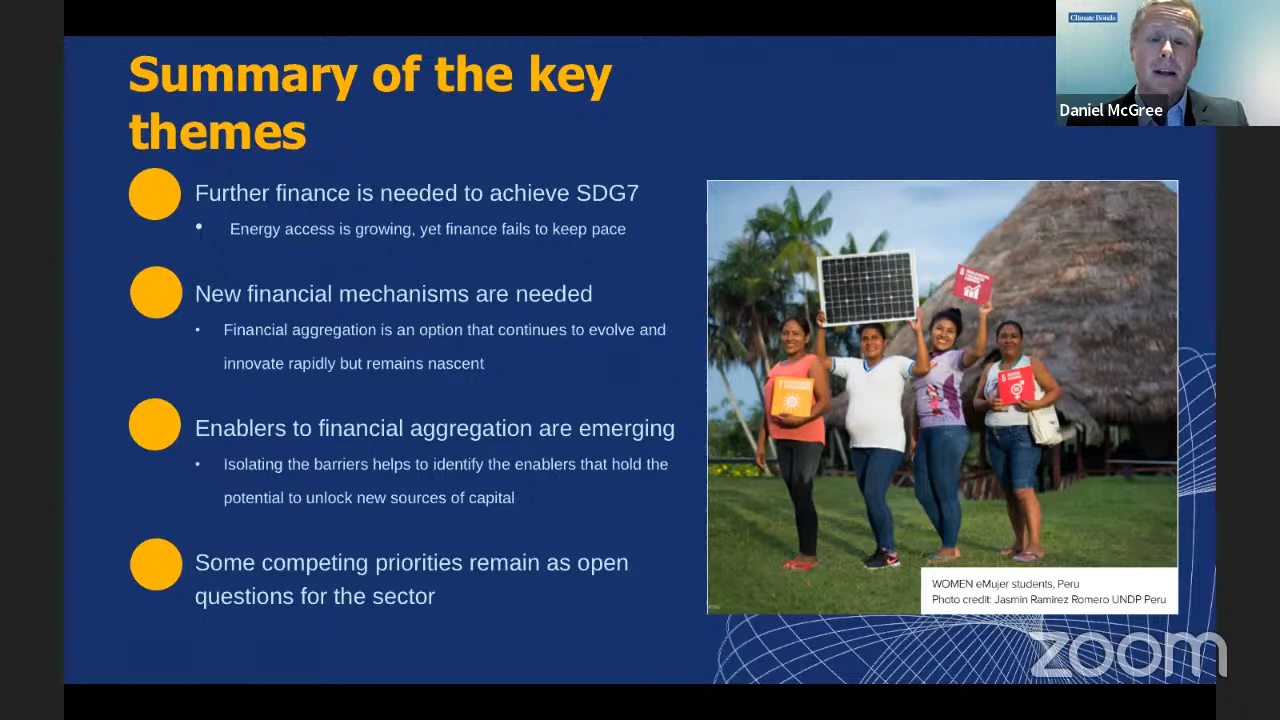 Climate Bonds
Daniel McGree
Summary of the key
themes
Further finance is needed to achieve SDG7
• Energy access is growing, yet finance fails to keep pace
New financial mechanisms are needed
• Financial aggregation is an option that continues to evolve and
innovate rapidly but remains nascent
Enablers to financial aggregation are emerging
• Isolating the barriers helps to identify the enablers that hold the
potential to unlock new sources of capital
Some competing priorities remain as open
questions for the sector
WOMEN eMujer students, Peru
Photo credit: Jasmin Ramirez Romero UNDP Peru
zoom